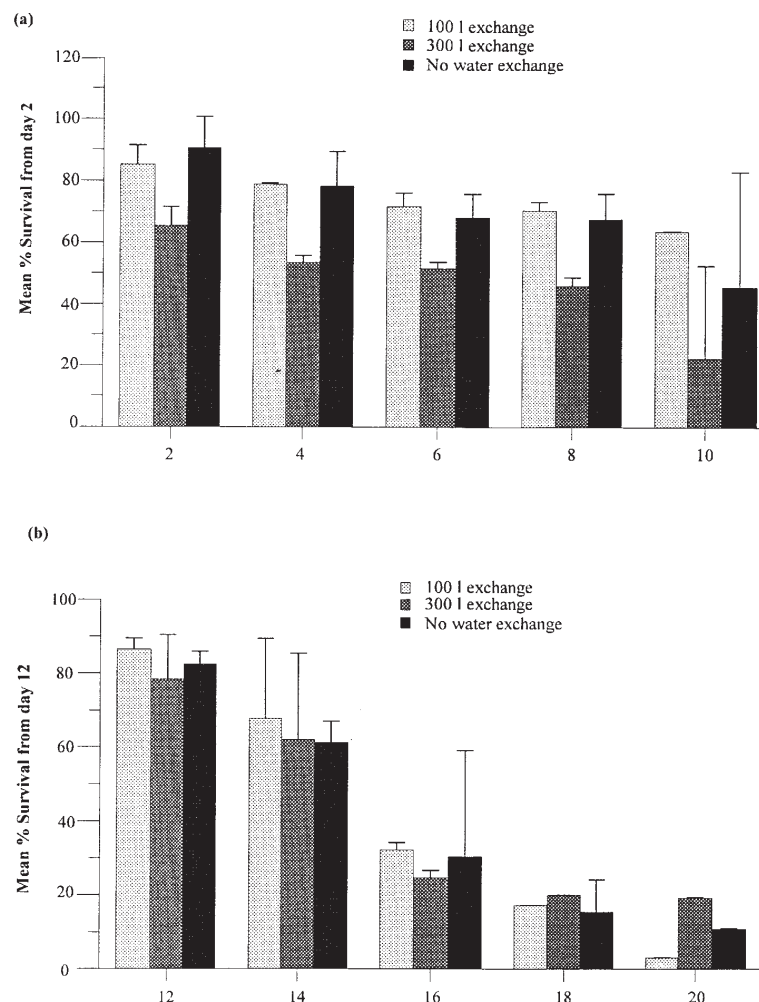 (a)
100 l exchange
300 l exchange
No water exchange
120
100
80
60
40
20
0
Mean % Survival from day 2
2 4 6 8 10
(b)
100 l exchange
300 l exchange
No water exchange
100
80
60
40
20
0
Mean % Survival from day 12
12 14 16 18 20